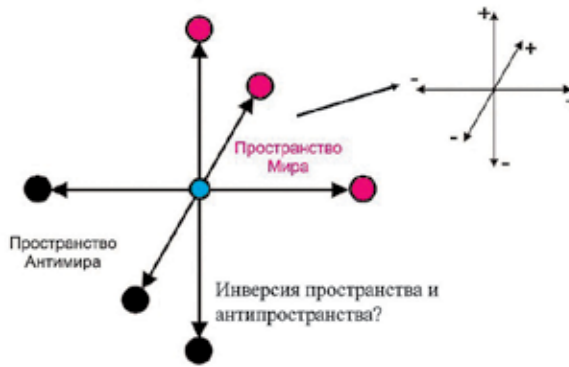 +
+
-
-
-
-
Пространство
Мира
Пространство
Антимира
Инверсия пространства и
антипространства?